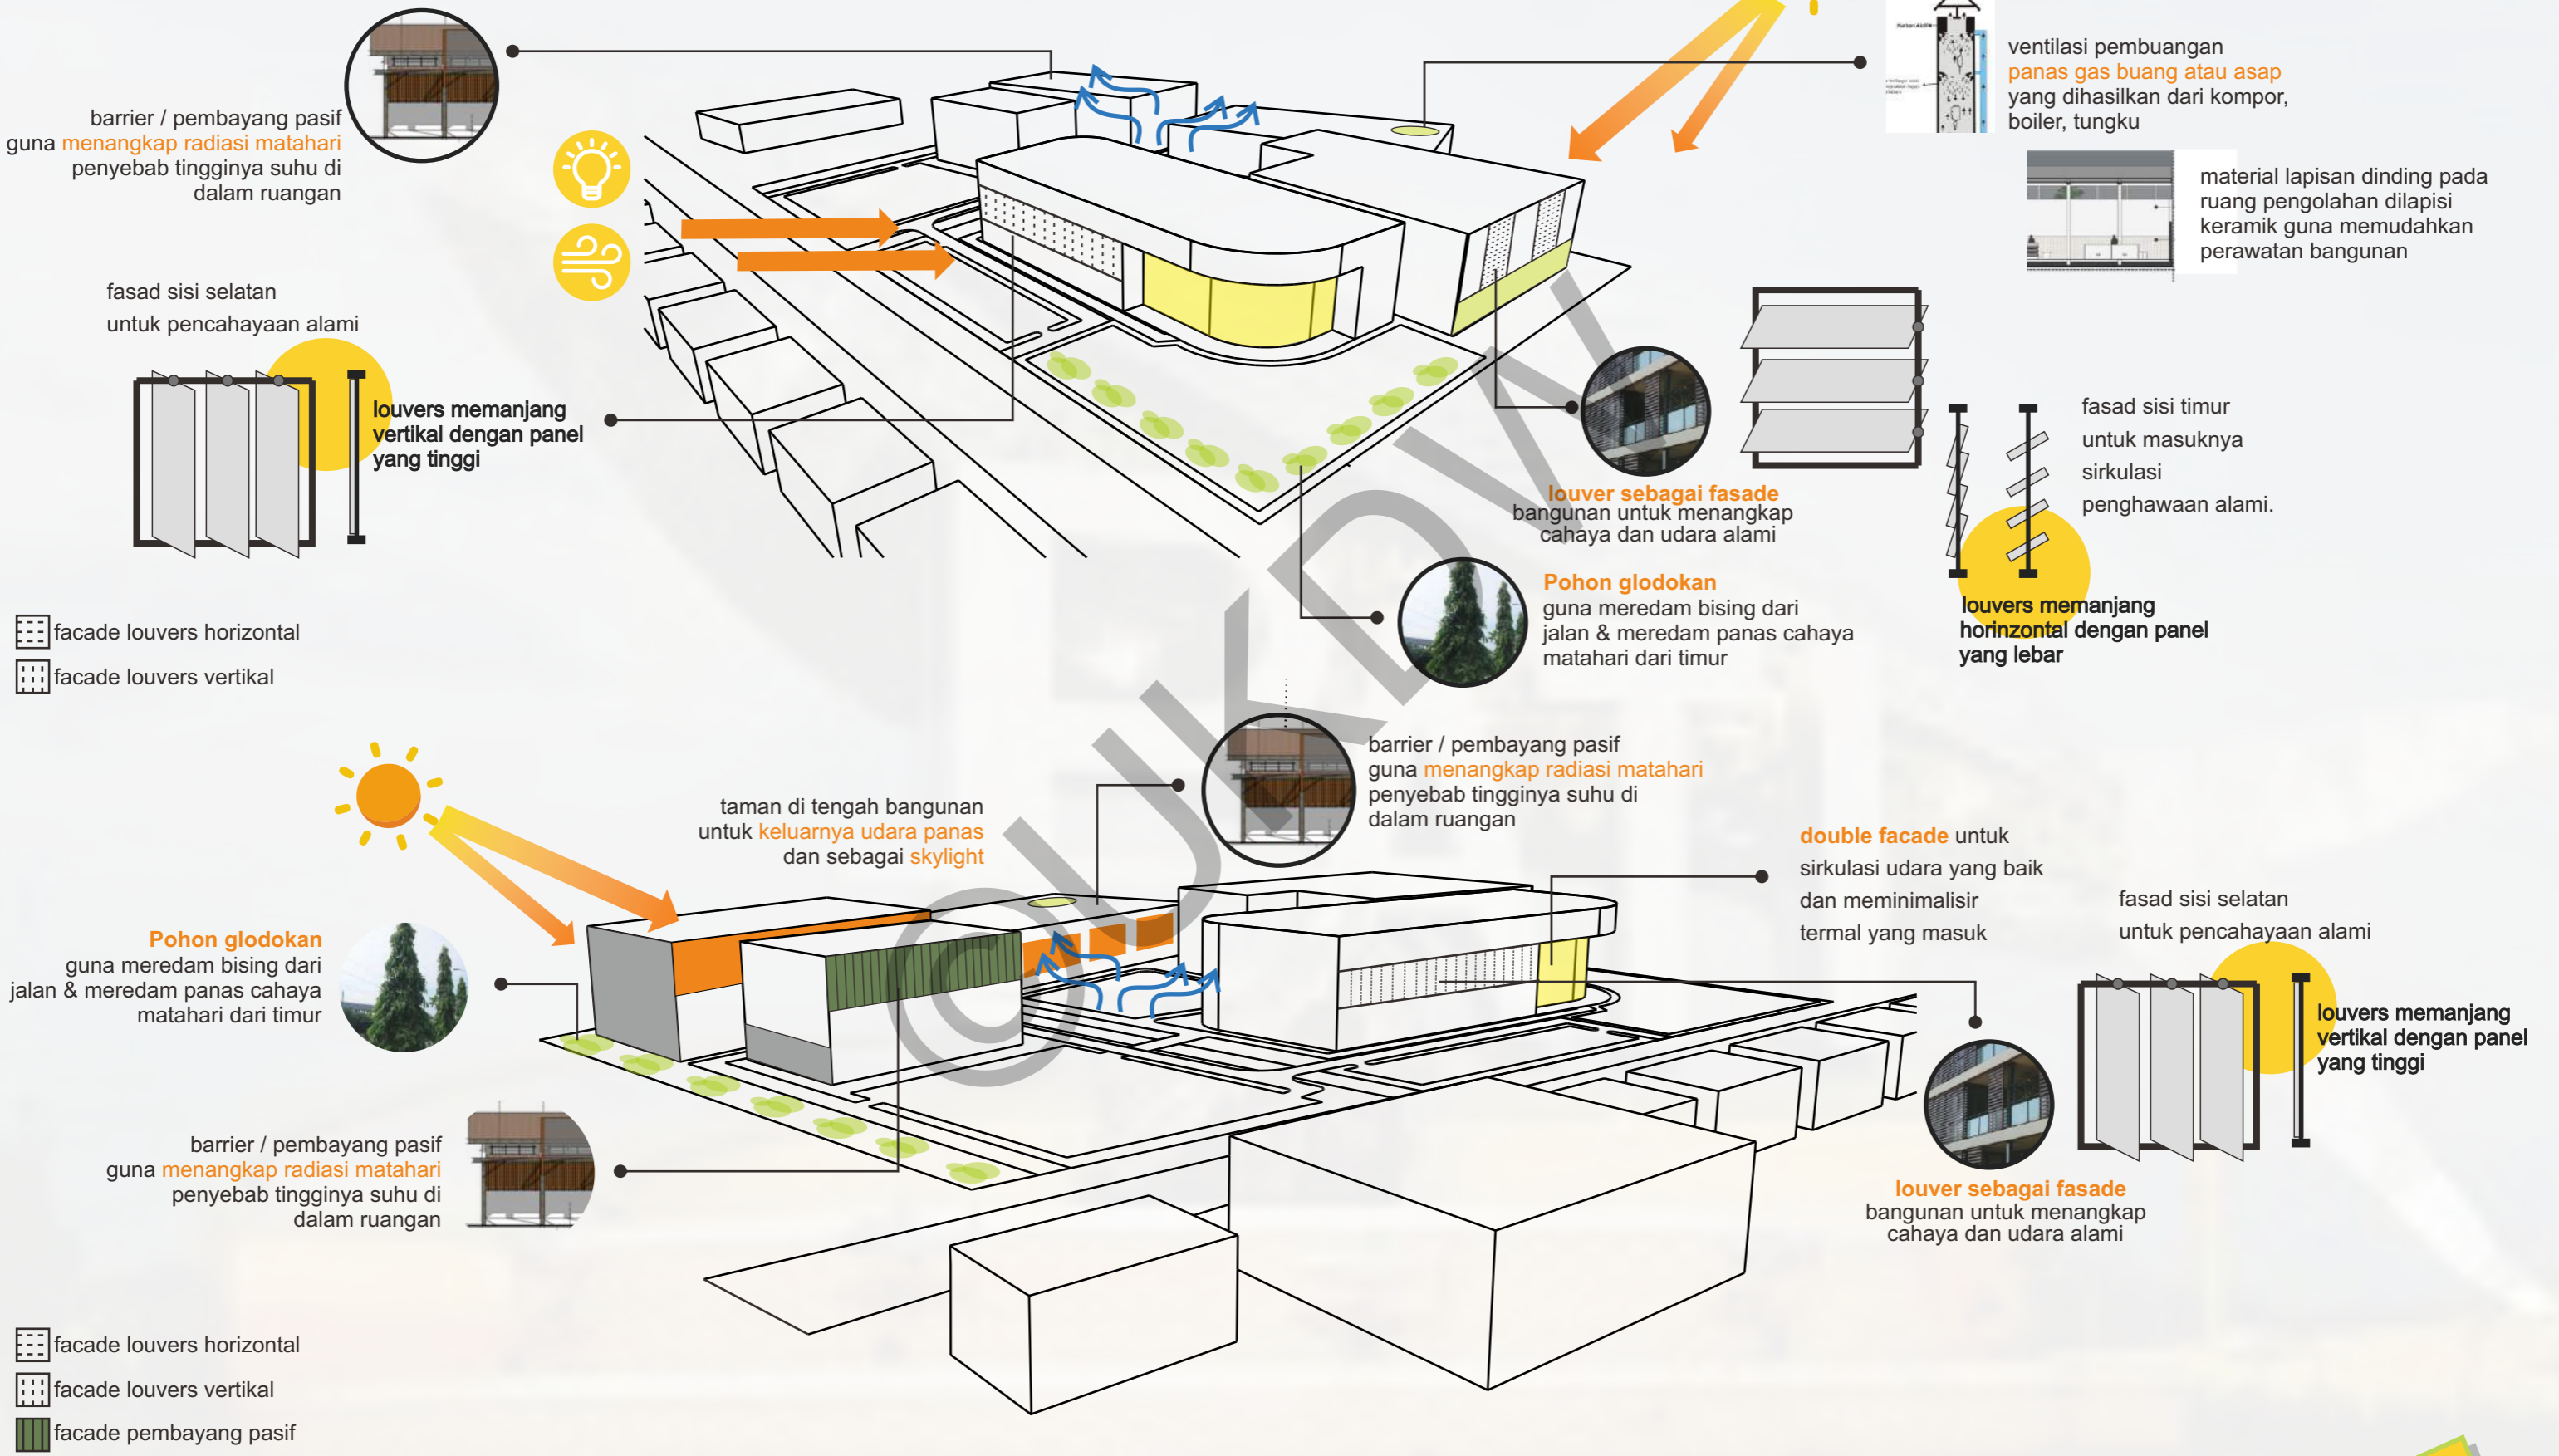 barrier / pembayang pasif
guna menangkap radiasi matahari
penyebab tingginya suhu di
dalam ruangan
ventilasi pembuangan
panas gas buang atau asap
yang dihasilkan dari kompor,
boiler, tungku
material lapisan dinding pada
ruang pengolahan dilapisi
keramik guna memudahkan
perawatan bangunan
fasad sisi selatan
untuk pencahayaan alami
louvers memanjang
vertikal dengan panel
yang tinggi
louver sebagai fasade
bangunan untuk menangkap
cahaya dan udara alami
fasad sisi timur
untuk masuknya
sirkulasi
penghawaan alami.
louvers memanjang
horinzontal dengan panel
yang lebar
Pohon glodokan
guna meredam bising dari
jalan & meredam panas cahaya
matahari dari timur
facade louvers horizontal
facade louvers vertikal
©UKDW
barrier / pembayang pasif
guna menangkap radiasi matahari
penyebab tingginya suhu di
dalam ruangan
taman di tengah bangunan
untuk keluarnya udara panas
dan sebagai skylight
double facade untuk
sirkulasi udara yang baik
dan meminimalisir
termal yang masuk
fasad sisi selatan
untuk pencahayaan alami
louvers memanjang
vertikal dengan panel
yang tinggi
Pohon glodokan
guna meredam bising dari
jalan & meredam panas cahaya
matahari dari timur
barrier / pembayang pasif
guna menangkap radiasi matahari
penyebab tingginya suhu di
dalam ruangan
louver sebagai fasade
bangunan untuk menangkap
cahaya dan udara alami
facade louvers horizontal
facade louvers vertikal
facade pembayang pasif